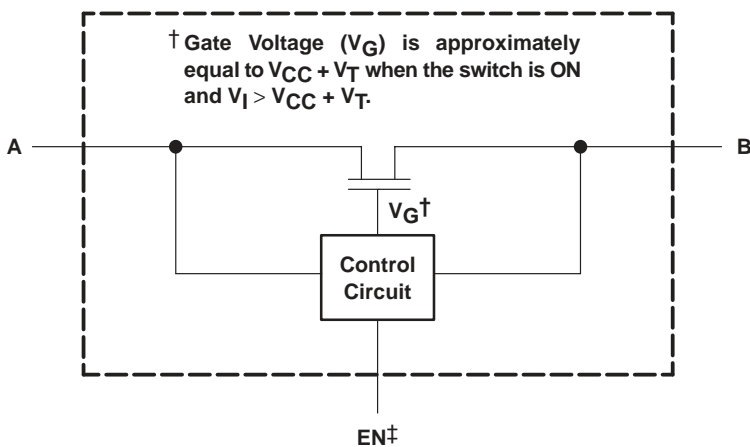 † Gate Voltage (VG) is approximately
equal to VCC + VT when the switch is ON
and VI > VCC + VT.
A
B
VG†
Control
Circuit
EN‡